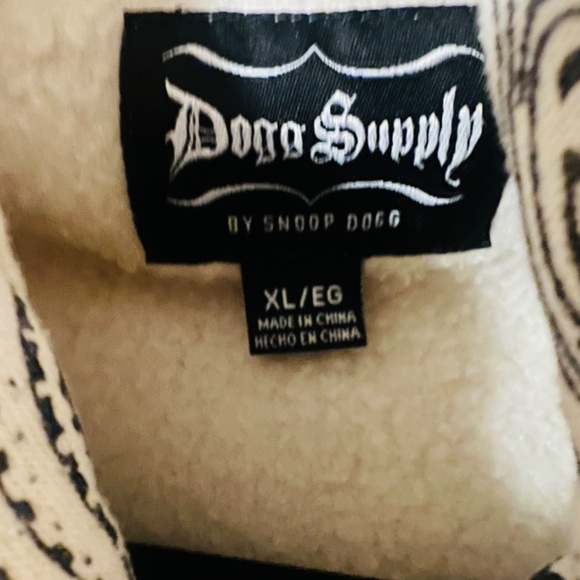 Dogg Supply
BY SNOOP DOGG
XL/EG
MADE IN CHINA
HECHO EN CHINA